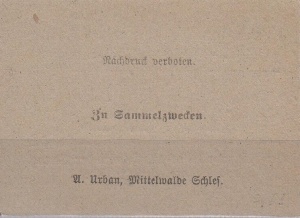 Nachdruck verboten.
Zu Sammelzwecken.
A. Urban, Mittelwalde Schles.